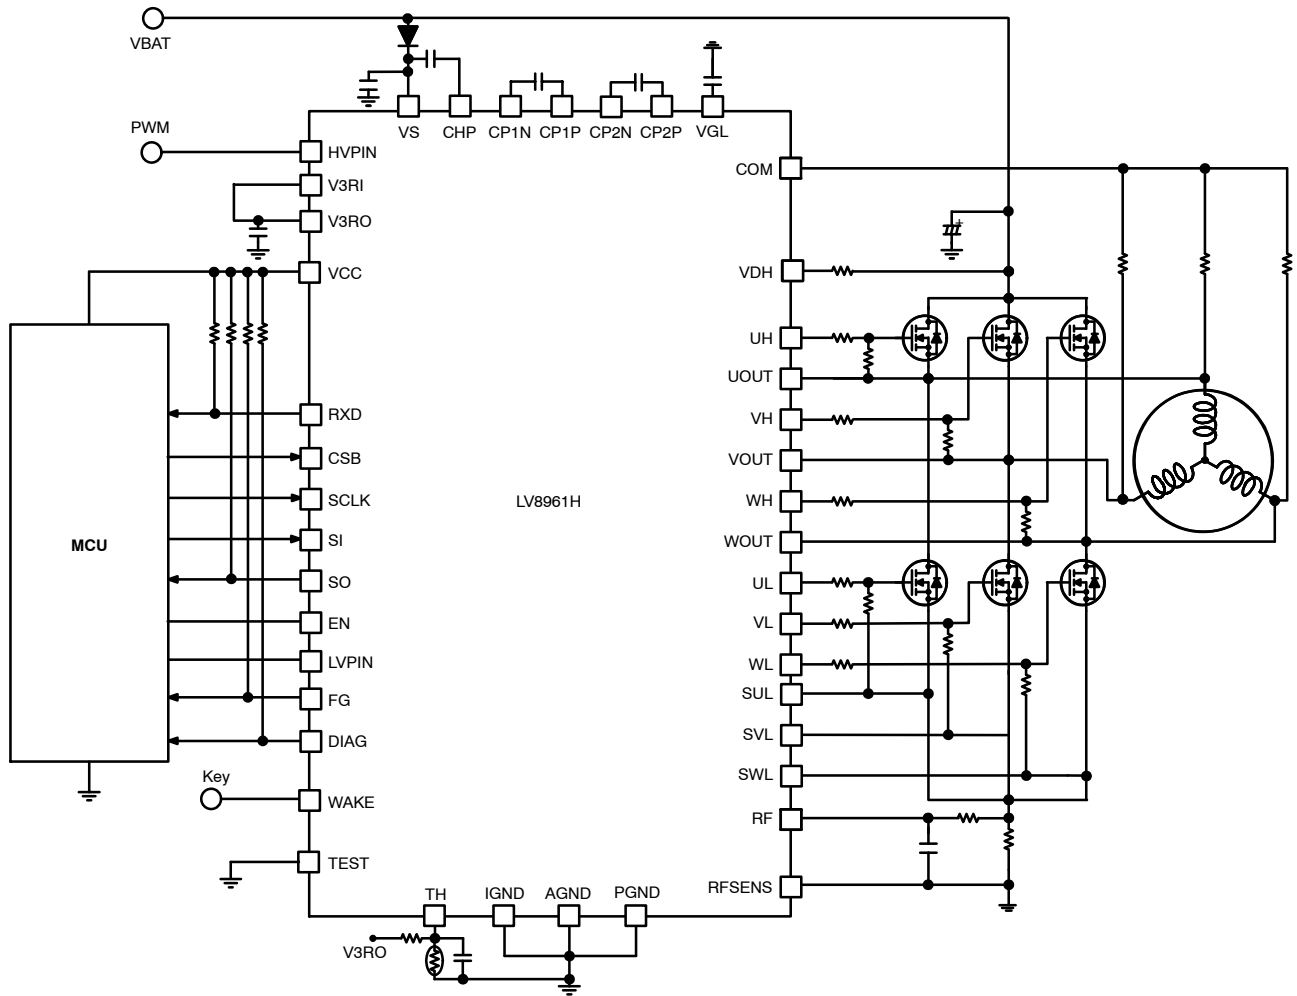 VBAT
VS
CHP
CP1N
CP1P
CP2N
CP2P
VGL
PWM
HVPIN
V3RI
V3RO
VCC
RXD
CSB
SCLK
SI
SO
EN
LVPIN
FG
DIAG
MCU
Key
WAKE
TEST
LV8961H
COM
VDH
UH
UOUT
VH
VOUT
WH
WOUT
UL
VL
WL
SUL
SVL
SWL
RF
RFSENS
TH
IGND
AGND
PGND
V3RO
+